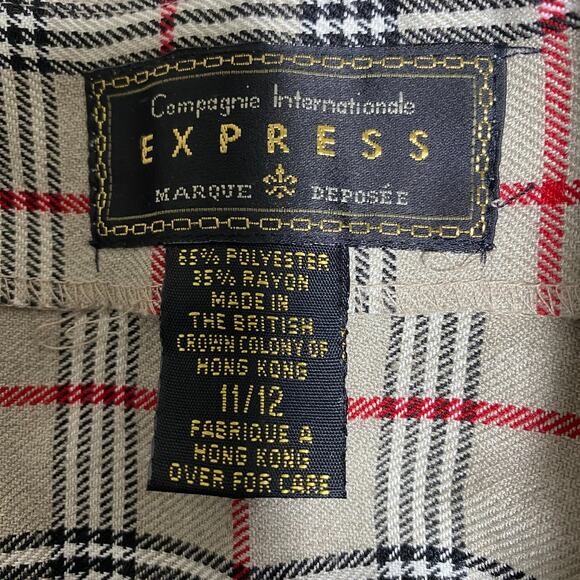 Compagnie Internationale
EXPRESS
MARQUE DEPOSÉE
65% POLYESTER
35% RAYON
MADE IN
THE BRITISH
CROWN COLONY OF
HONG KONG
11/12
FABRIQUE A
HONG KONG
OVER FOR CARE